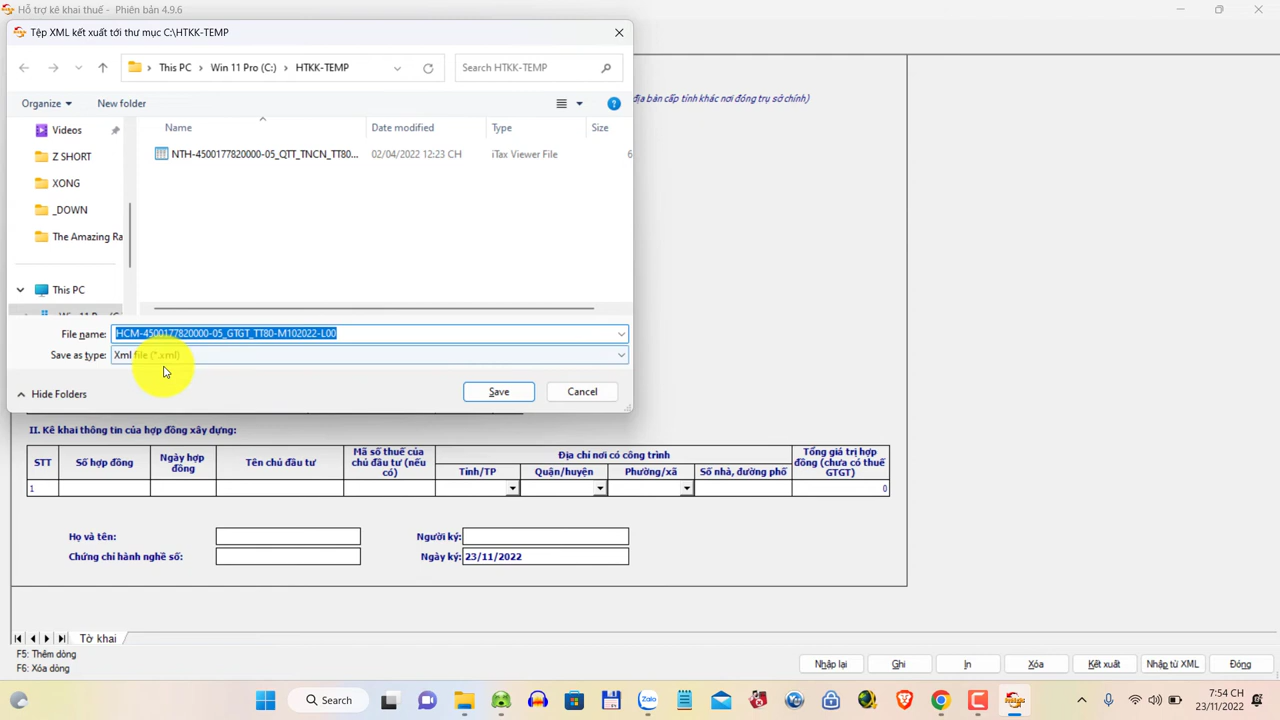 Hỗ trợ kê khai thuế - Phiên bản 4.9.6
Tệp XML kết xuất tới thư mục C:\HTKK-TEMP
This PC > Win 11 Pro (C:) > HTKK-TEMP
Search HTKK-TEMP
Organize
New folder
Name
Date modified
Type
Size
Videos
Z SHORT
XONG
_DOWN
The Amazing Ra
This PC
Win 11 Pro (C
NTH-4500177820000-05_QTT_TNCN_TT80... 02/04/2022 12:23 CH iTax Viewer File 6
địa bàn cấp tỉnh khác nơi đóng trụ sở chính)
File name: HCM-4500177820000-05_GTGT_TT80-M102022-L00
Save as type: Xml file (*.xml)
Hide Folders
Save
Cancel
II. Kê khai thông tin của hợp đồng xây dựng:
STT
Số hợp đồng
Ngày hợp đồng
Tên chủ đầu tư
Mã số thuế của chủ đầu tư (nếu có)
Địa chỉ nơi có công trình
Tỉnh/TP
Quận/huyện
Phường/xã
Số nhà, đường phố
Tổng giá trị hợp đồng (chưa có thuế GTGT)
1
0
Họ và tên:
Người ký:
Chứng chỉ hành nghề số:
Ngày ký: 23/11/2022
Tờ khai
F5: Thêm dòng
F6: Xóa dòng
Nhập lại
Ghi
In
Xóa
Kết xuất
Nhập từ XML
Đóng
Search
7:54 CH
23/11/2022